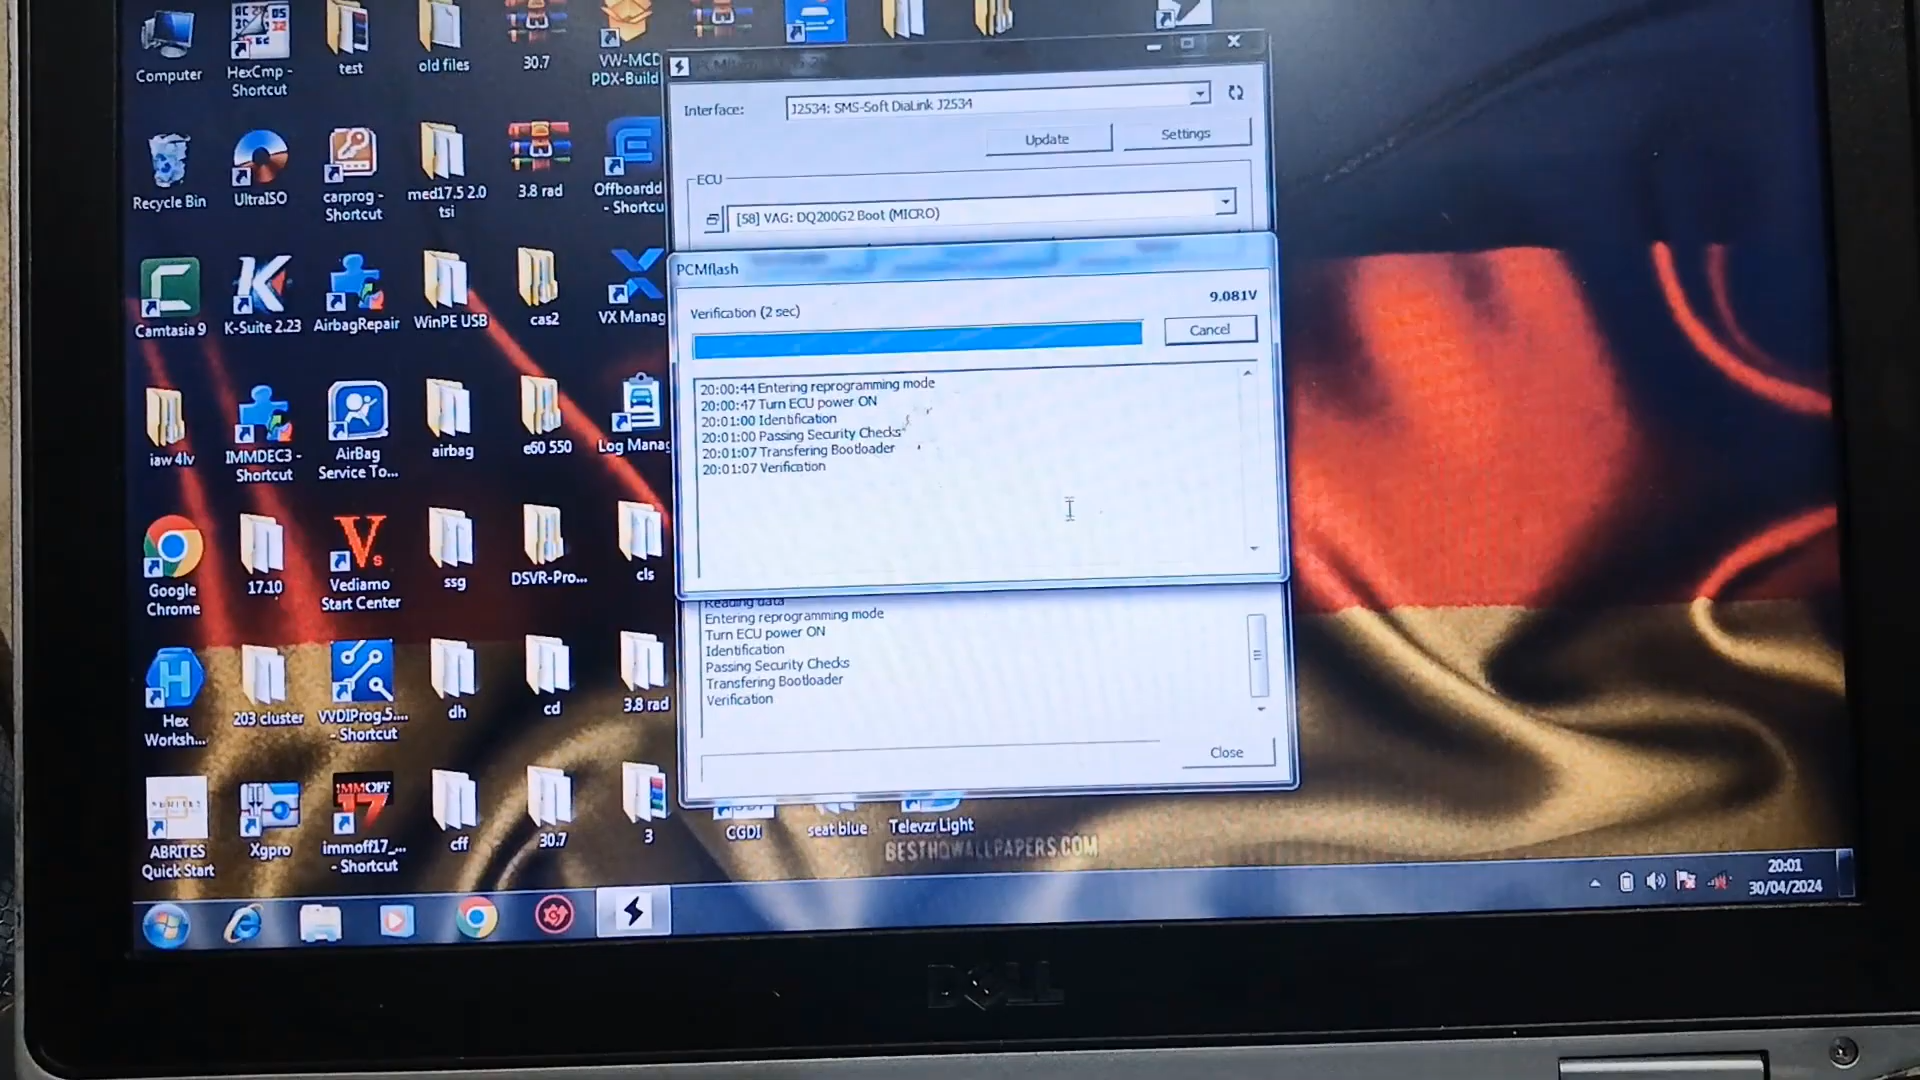 Computer
HexCmp -
Shortcut
test
old files
30.7
VW-MCD
PDX-Build
Recycle Bin
UltraISO
carprog -
Shortcut
med17.5 2.0
tsi
3.8 rad
Offboardd
- Shortcu
Camtasia 9
K-Suite 2.23
AirbagRepair
WinPE USB
cas2
VX Manag
iaw 4lv
IMMDEC3 -
Shortcut
AirBag
Service To...
airbag
e60 550
Log Manag
Google
Chrome
17.10
Vediamo
Start Center
ssg
DSVR-Pro...
cls
Hex
Worksh...
203 cluster
VVDIProg.5....
- Shortcut
dh
cd
3.8 rad
ABRITES
Quick Start
Xgpro
IMMOFF
17
immoff17_...
- Shortcut
cff
30.7
3
CGDI
seat blue
Televzr Light
Interface:
J2534: SMS-Soft DiaLink J2534
Update
Settings
ECU
[58] VAG: DQ200G2 Boot (MICRO)
PCMflash
9.081V
Verification (2 sec)
Cancel
20:00:44 Entering reprogramming mode
20:00:47 Turn ECU power ON
20:01:00 Identification
20:01:00 Passing Security Checks
20:01:07 Transfering Bootloader
20:01:07 Verification
Reading data
Entering reprogramming mode
Turn ECU power ON
Identification
Passing Security Checks
Transfering Bootloader
Verification
Close
BESTHDWALLPAPERS.COM
20:01
30/04/2024
DELL